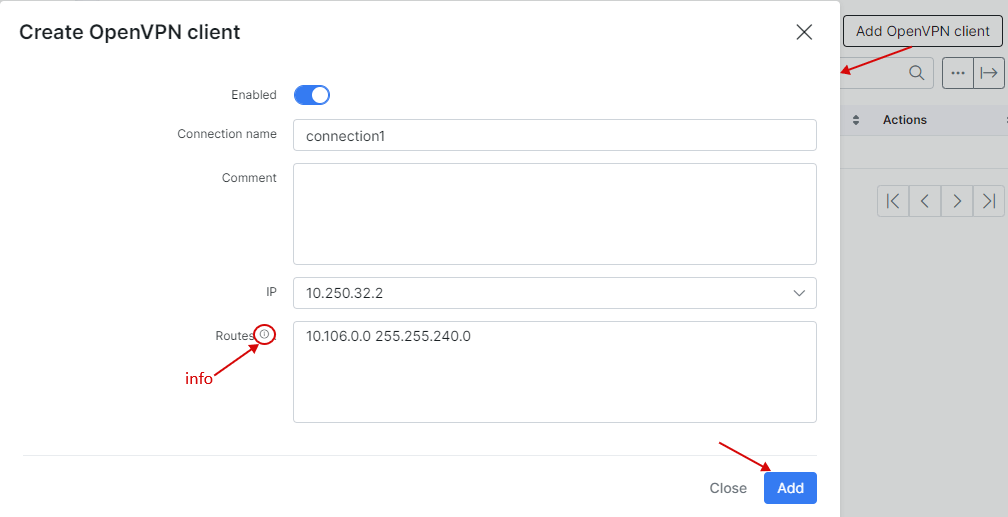 Create OpenVPN client
Add OpenVPN client
Enabled
Connection name
connection1
Actions
Comment
IP
10.250.32.2
Routes
10.106.0.0 255.255.240.0
info
Close
Add